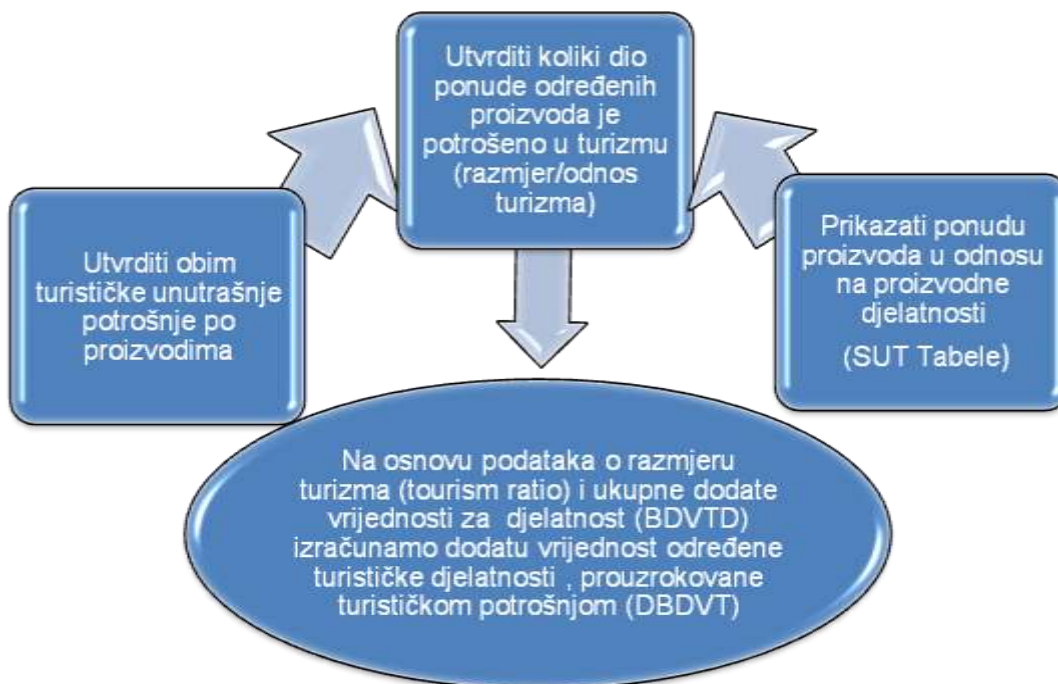 Utvrditi koliki dio
ponude određenih
proizvoda je
potrošeno u turizmu
(razmjer/odnos
turizma)
Utvrditi obim
turističke unutrašnje
potrošnje po
proizvodima
Prikazati ponudu
proizvoda u odnosu
na proizvodne
djelatnosti
(SUT Tabele)
Na osnovu podataka o razmjeru
turizma (tourism ratio) i ukupne dodate
vrijednosti za djelatnost (BDVTD)
izračunamo dodatu vrijednost određene
turističke djelatnosti , prouzrokovane
turističkom potrošnjom (DBDVT)